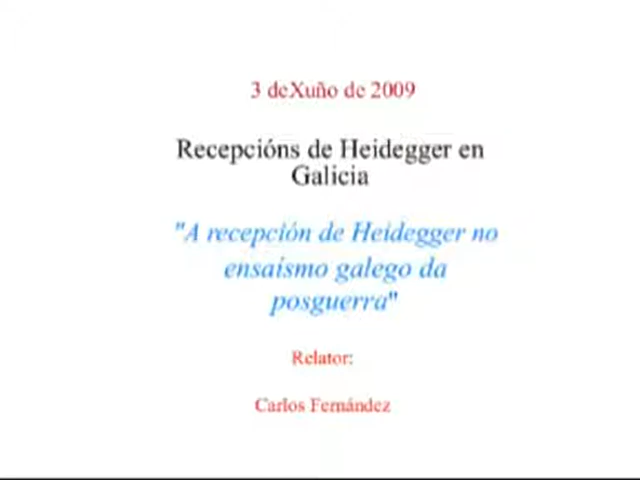 3 deXuño de 2009
Recepcións de Heidegger en
Galicia
"A recepción de Heidegger no
ensaísmo galego da
posguerra"
Relator:
Carlos Fernández